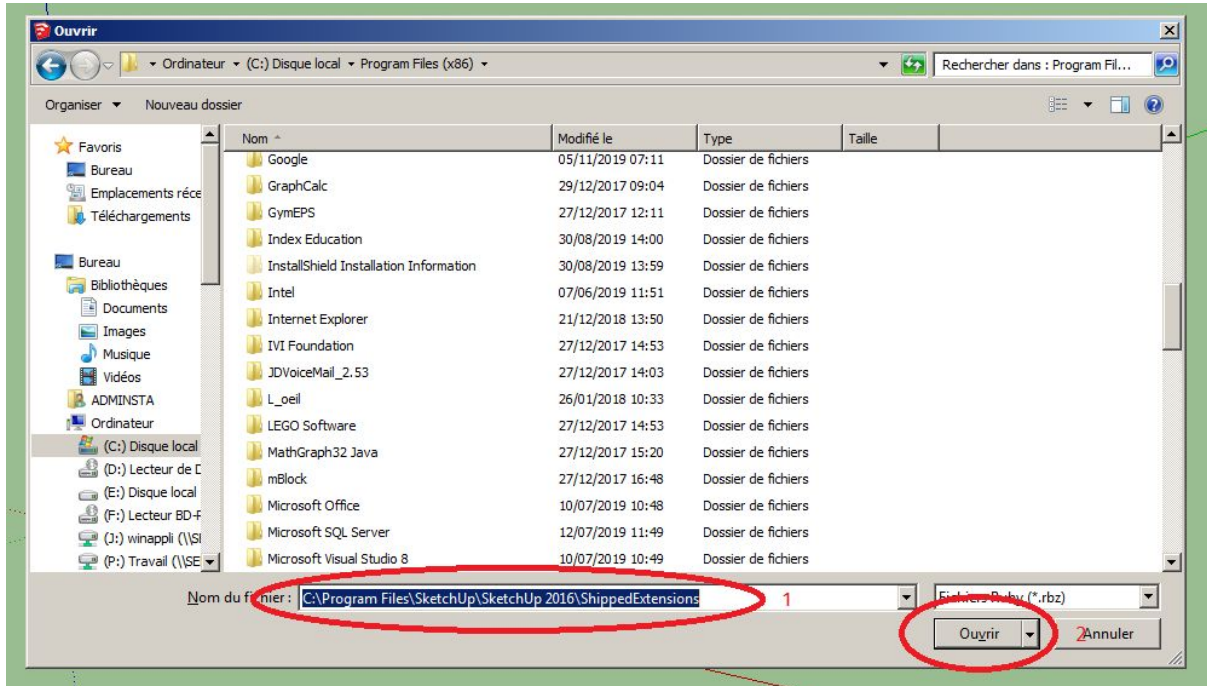 Ouvrir
Ordinateur (C:) Disque local Program Files (x86)
Rechercher dans : Program Fil...
Organiser Nouveau dossier
Favoris
Bureau
Emplacements réce
Téléchargements
Bureau
Bibliothèques
Documents
Images
Musique
Vidéos
ADMINSTA
Ordinateur
(C:) Disque local
(D:) Lecteur de D
(E:) Disque local
(F:) Lecteur BD-R
(J:) winappli (\\SE
(P:) Travail (\\SE
Nom Modifié le Type Taille
Google 05/11/2019 07:11 Dossier de fichiers
GraphCalc 29/12/2017 09:04 Dossier de fichiers
GymEPS 27/12/2017 12:11 Dossier de fichiers
Index Education 30/08/2019 14:00 Dossier de fichiers
InstallShield Installation Information 30/08/2019 13:59 Dossier de fichiers
Intel 07/06/2019 11:51 Dossier de fichiers
Internet Explorer 21/12/2018 13:50 Dossier de fichiers
IVI Foundation 27/12/2017 14:53 Dossier de fichiers
JDVoiceMail_2.53 27/12/2017 14:03 Dossier de fichiers
L_oeil 26/01/2018 10:33 Dossier de fichiers
LEGO Software 27/12/2017 14:53 Dossier de fichiers
MathGraph32 Java 27/12/2017 15:20 Dossier de fichiers
mBlock 27/12/2017 16:48 Dossier de fichiers
Microsoft Office 10/07/2019 10:48 Dossier de fichiers
Microsoft SQL Server 12/07/2019 11:49 Dossier de fichiers
Microsoft Visual Studio 8 10/07/2019 10:49 Dossier de fichiers
Nom du fichier : C:\Program Files\SketchUp\SketchUp 2016\ShippedExtensions 1 Fichiers Ruby (*.rbz)
Ouvrir 2 Annuler